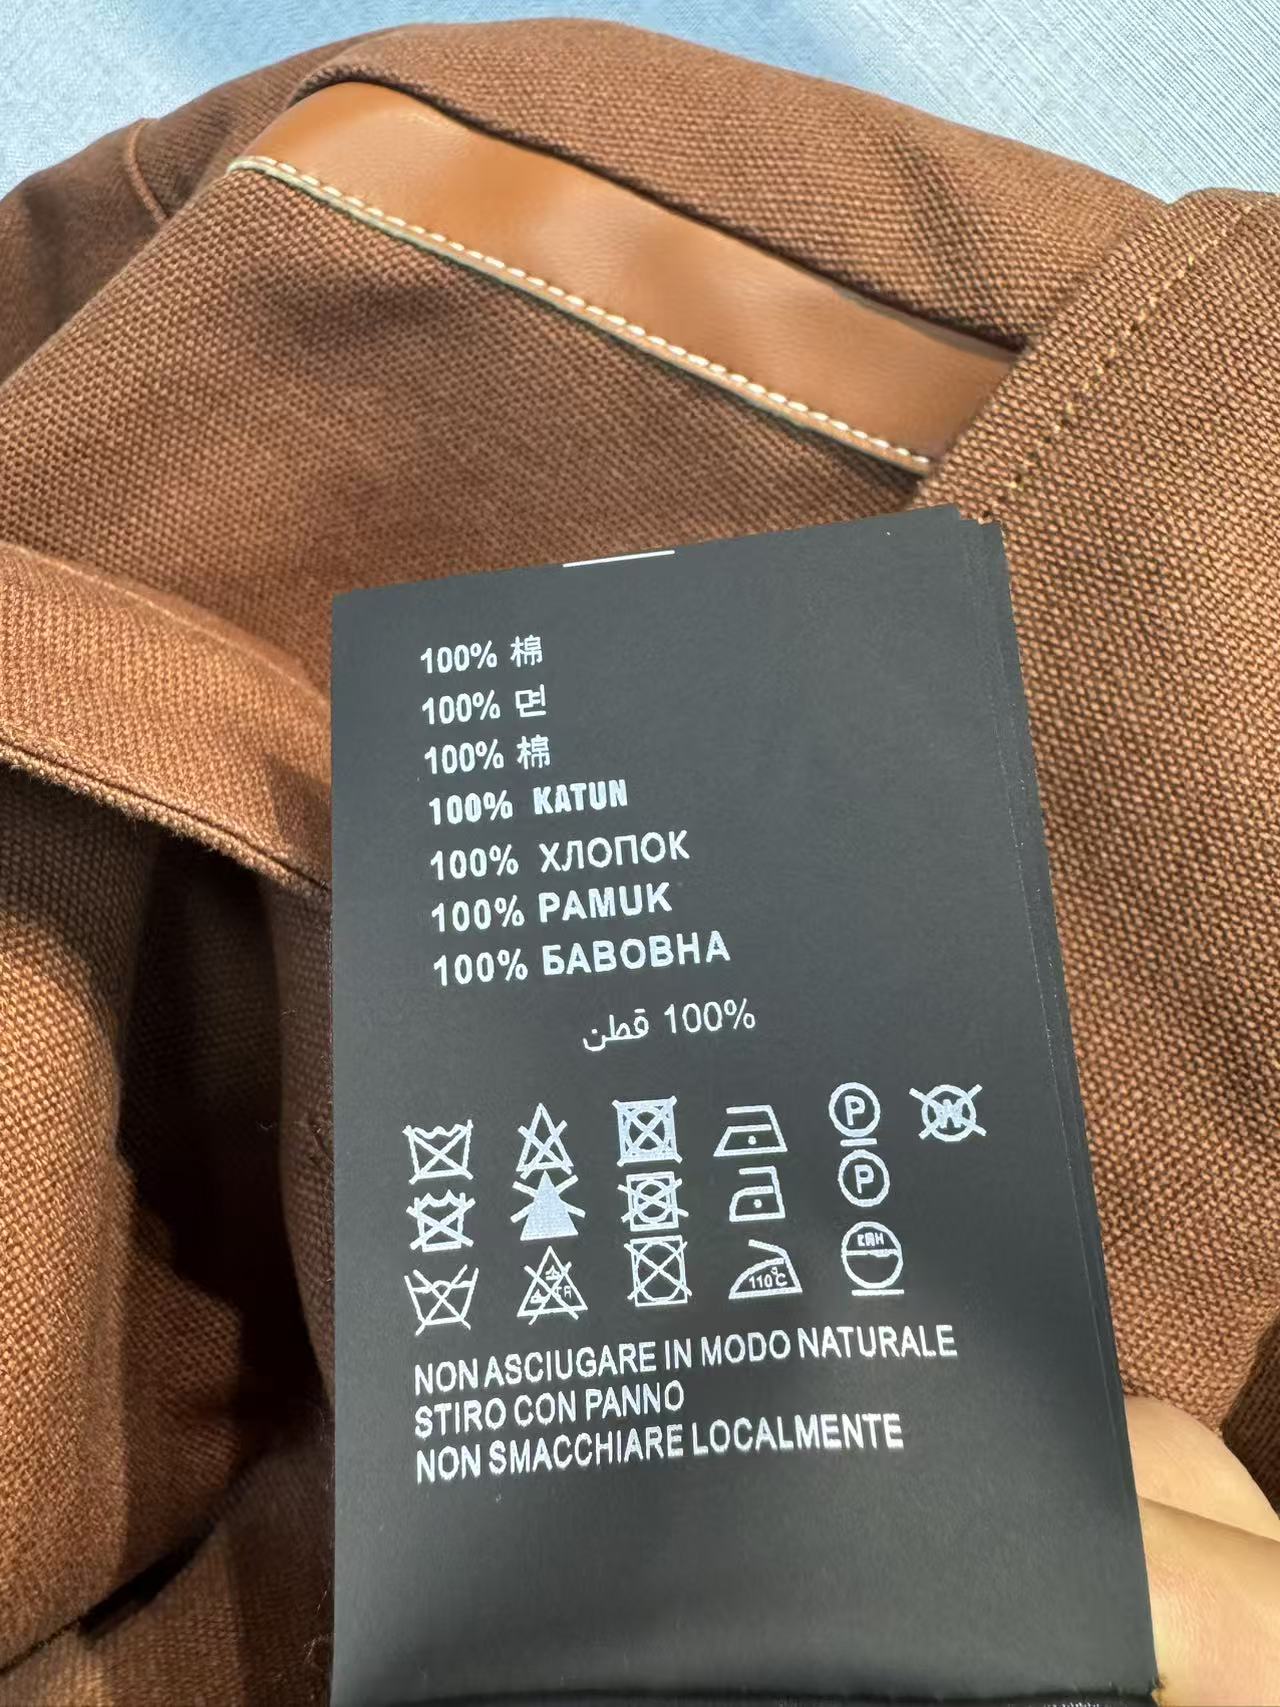 100% 棉
100% 면
100% 棉
100% KATUN
100% ХЛОПОК
100% PAMUK
100% БАВОВНА
100% قطن
P
W
P
110°C
NON ASCIUGARE IN MODO NATURALE
STIRO CON PANNO
NON SMACCHIARE LOCALMENTE